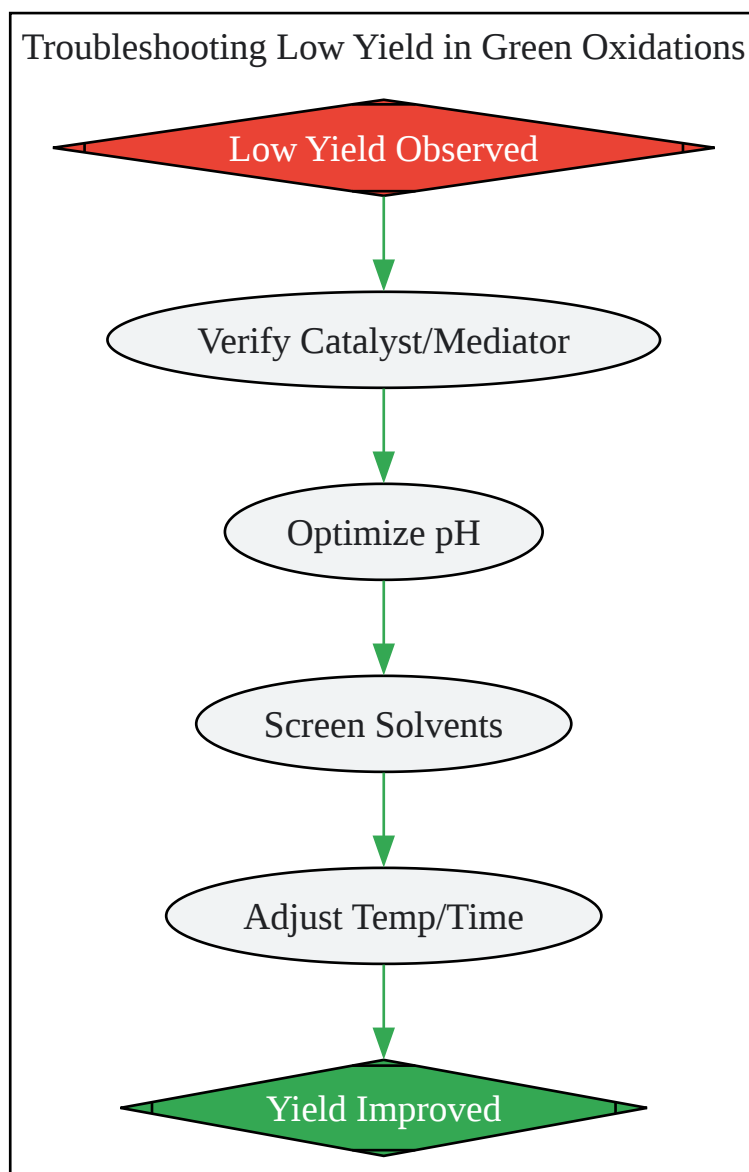 Troubleshooting Low Yield in Green Oxidations
Low Yield Observed
Verify Catalyst/Mediator
Optimize pH
Screen Solvents
Adjust Temp/Time
Yield Improved